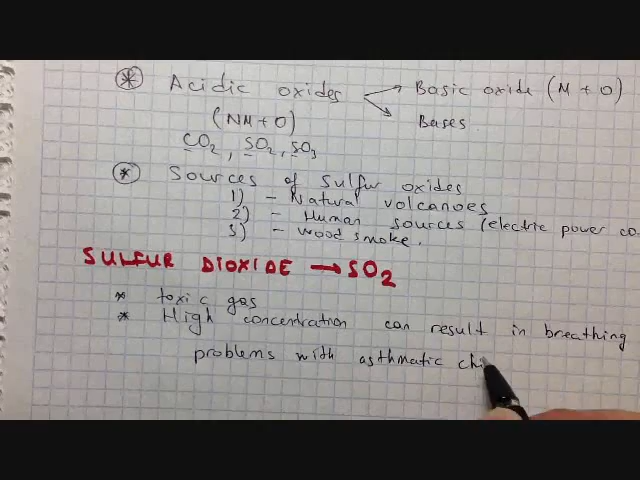 * Acidic oxides → Basic oxide (M + O)
(NM + O) → Bases
CO2, SO2, SO3
* Sources of sulfur oxides
1) - Natural volcanoes
2) - Human sources (electric power co
3) - Wood smoke.
SULFUR DIOXIDE → SO2
* toxic gas
* High concentration can result in breathing
problems with asthmatic chi